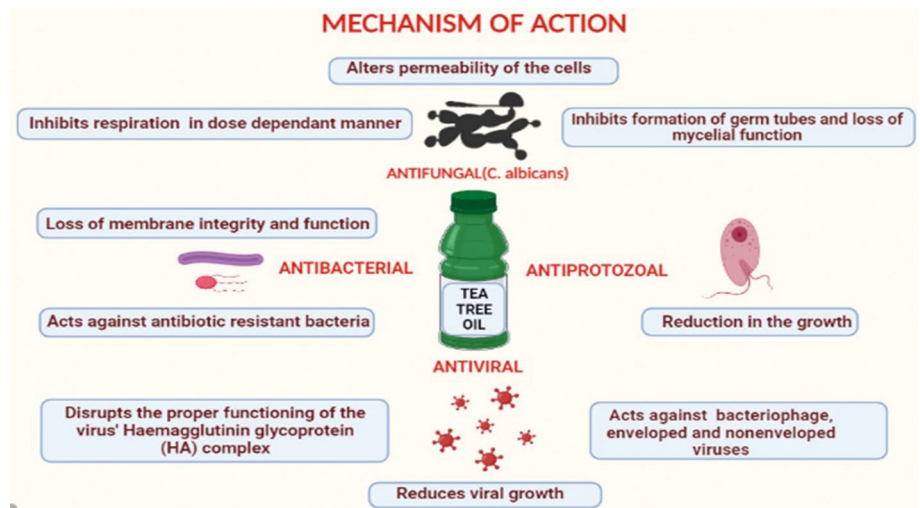 MECHANISM OF ACTION
Alters permeability of the cells
Inhibits respiration in dose dependant manner
Inhibits formation of germ tubes and loss of
mycelial function
ANTIFUNGAL(C. albicans)
Loss of membrane integrity and function
ANTIBACTERIAL
ANTIPROTOZOAL
TEA
TREE
OIL
Acts against antibiotic resistant bacteria
Reduction in the growth
ANTIVIRAL
Disrupts the proper functioning of the
virus' Haemagglutinin glycoprotein
(HA) complex
Acts against bacteriophage,
enveloped and nonenveloped
viruses
Reduces viral growth